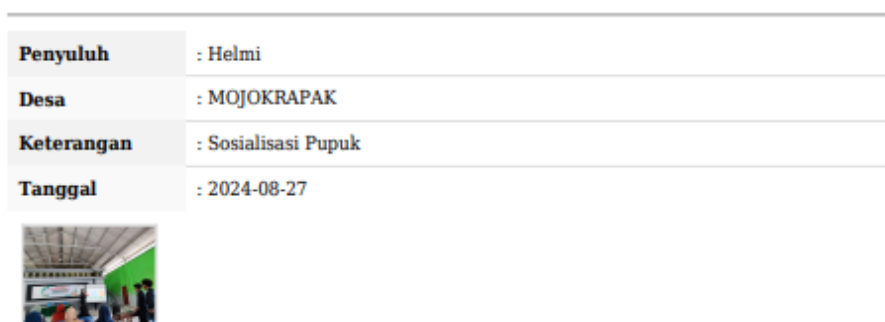 Penyuluh : Helmi
Desa : MOJOKRAPAK
Keterangan : Sosialisasi Pupuk
Tanggal : 2024-08-27